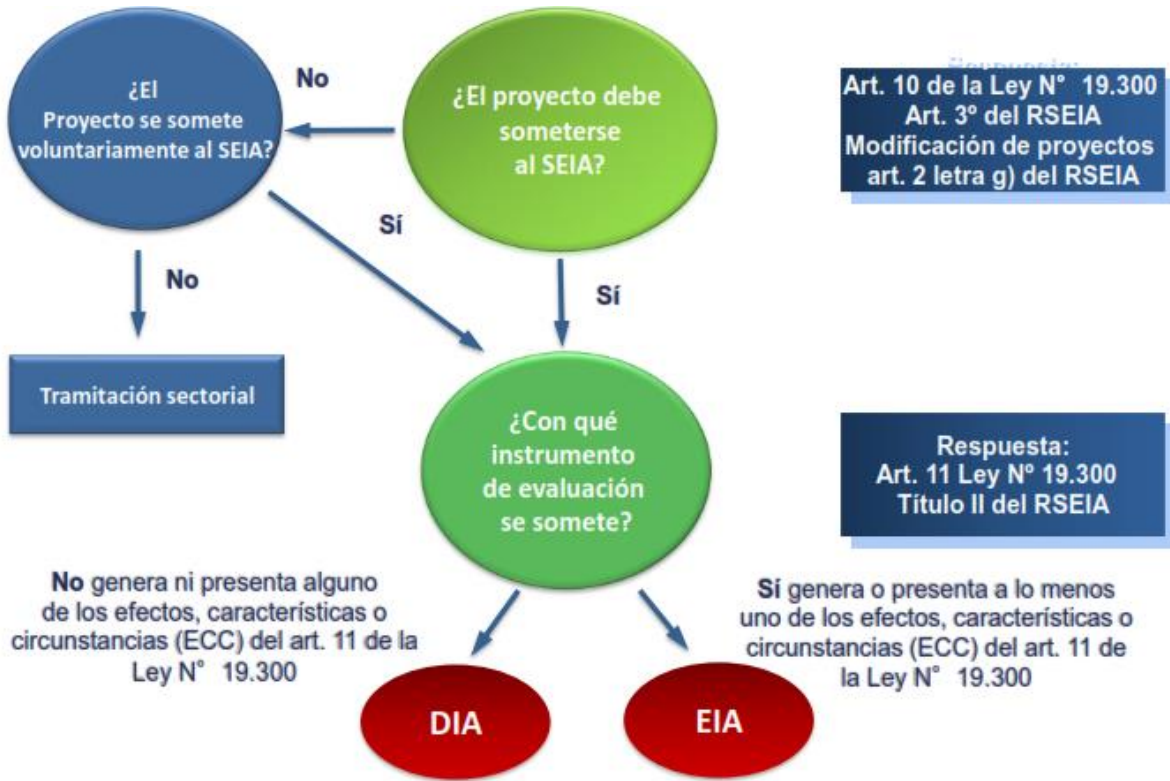 ¿El
Proyecto se somete
voluntariamente al SEIA?
No
¿El proyecto debe
someterse
al SEIA?
Respuesta:
Art. 10 de la Ley N° 19.300
Art. 3º del RSEIA
Modificación de proyectos
art. 2 letra g) del RSEIA
Sí
No
Sí
Tramitación sectorial
¿Con qué
instrumento
de evaluación
se somete?
Respuesta:
Art. 11 Ley Nº 19.300
Título II del RSEIA
No genera ni presenta alguno
de los efectos, características o
circunstancias (ECC) del art. 11 de la
Ley N° 19.300
Sí genera o presenta a lo menos
uno de los efectos, características o
circunstancias (ECC) del art. 11 de
la Ley N° 19.300
DIA
EIA